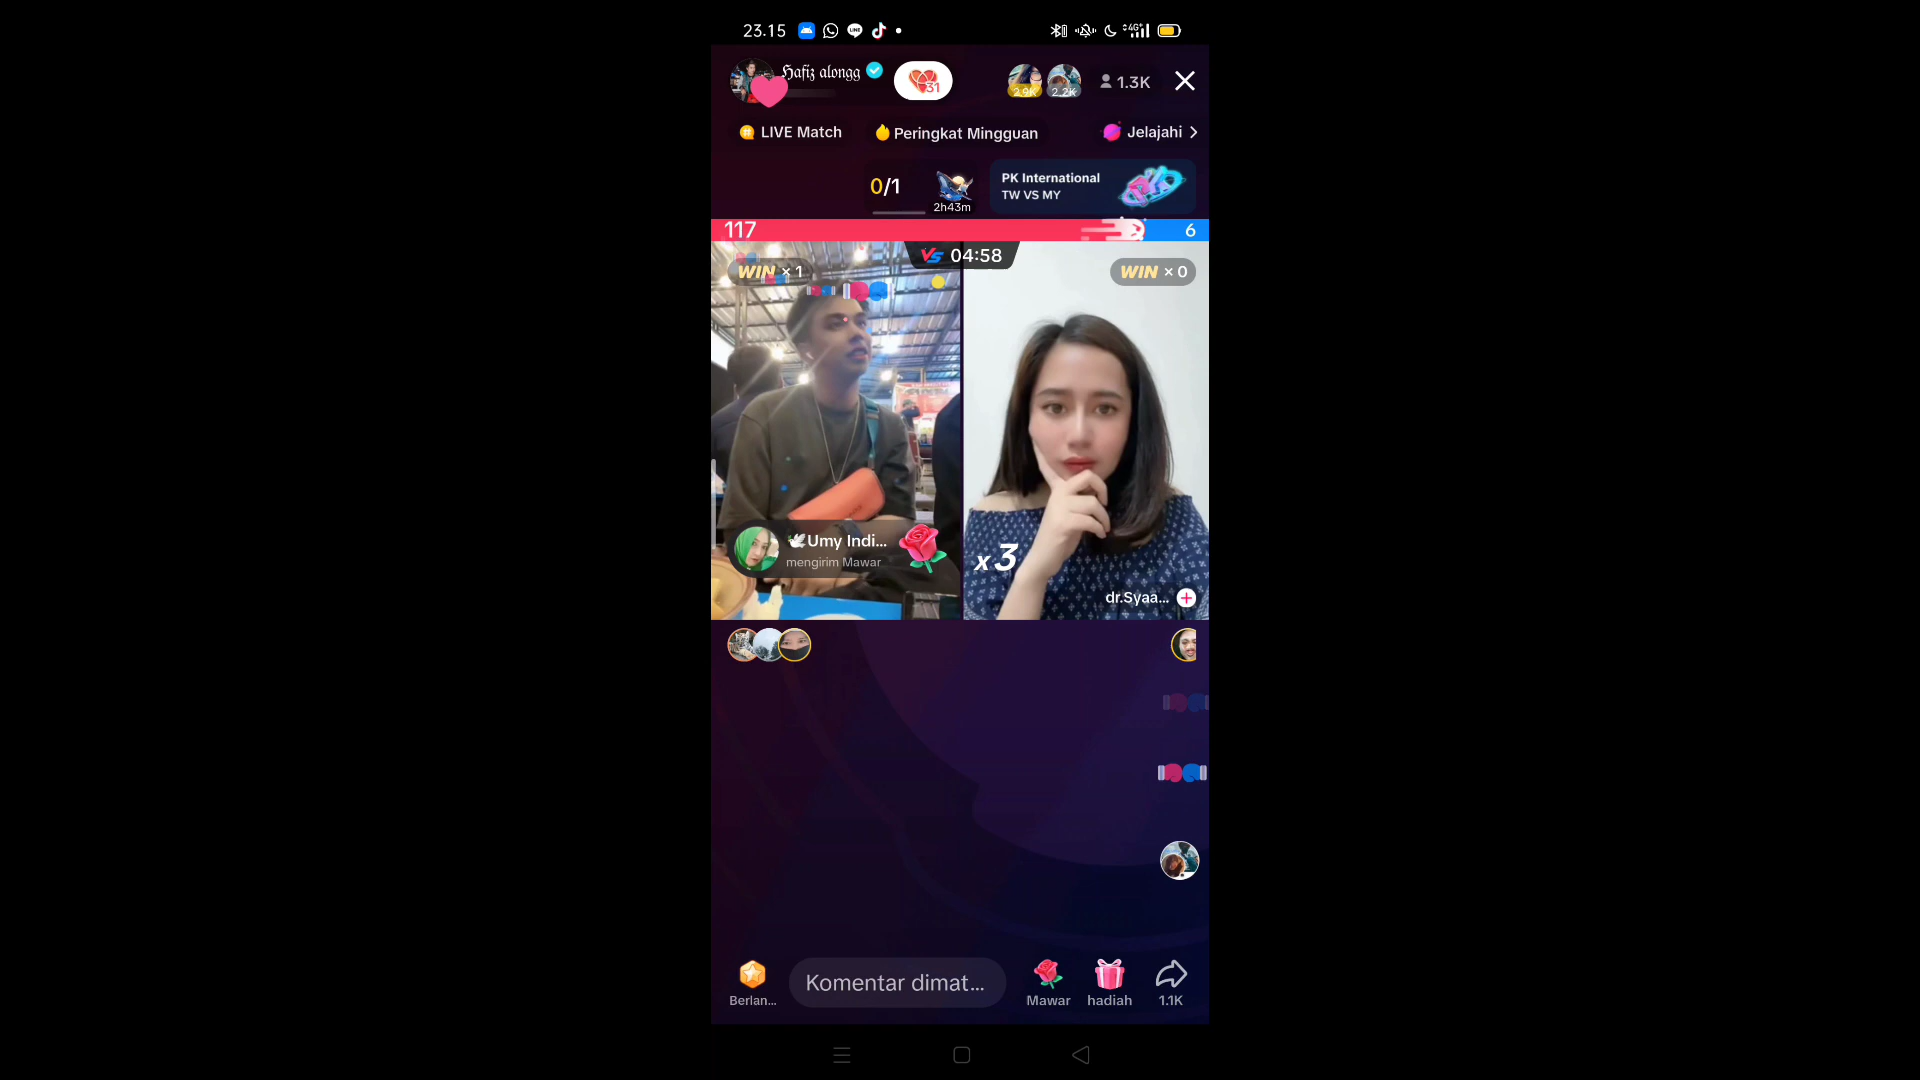 23.15
4G+
Hafiz alongg
31
2.9K
2.2K
1.3K
LIVE Match
Peringkat Mingguan
Jelajahi
0/1
2h43m
PK International
TW VS MY
117
6
VS 04:58
WIN × 1
WIN × 0
🕊Umy Indi...
mengirim Mawar
x3
dr.Syaa...
Berlan...
Komentar dimat...
Mawar
hadiah
1.1K